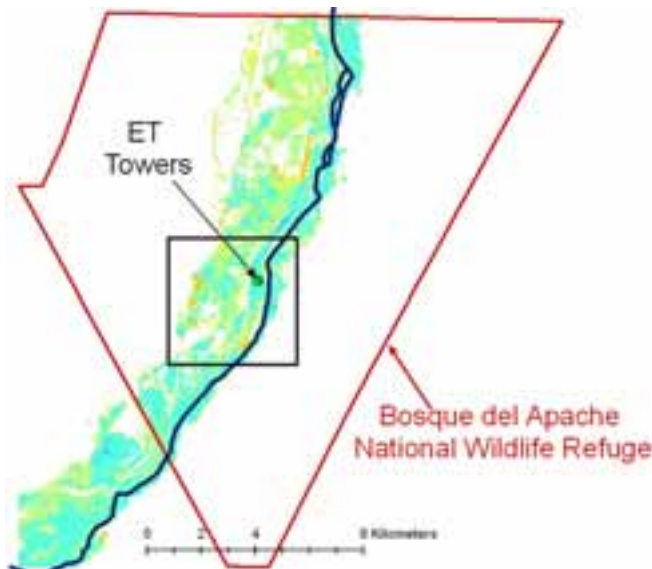 ET
Towers
Bosque del Apache
National Wildlife Refuge
0 2 4 8 Kilometers